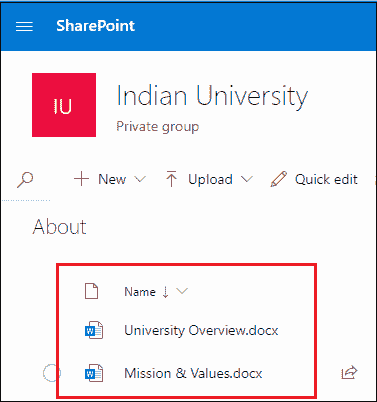 SharePoint
IU
Indian University
Private group
New Upload Quick edit
About
Name
University Overview.docx
Mission & Values.docx